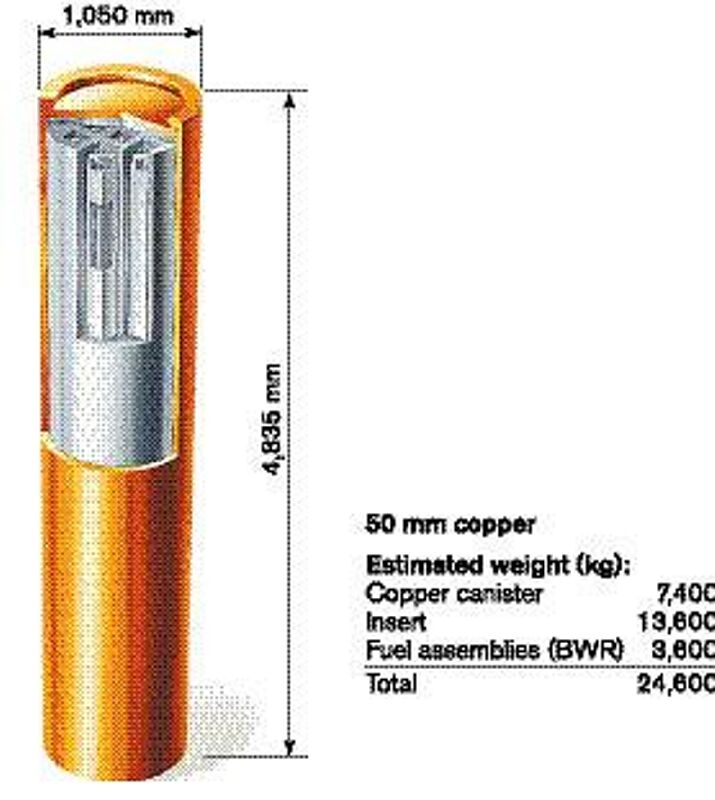 1,050 mm
4,835 mm
50 mm copper
Estimated weight (kg):
Copper canister 7,400
Insert 13,600
Fuel assemblies (BWR) 3,600
Total 24,600